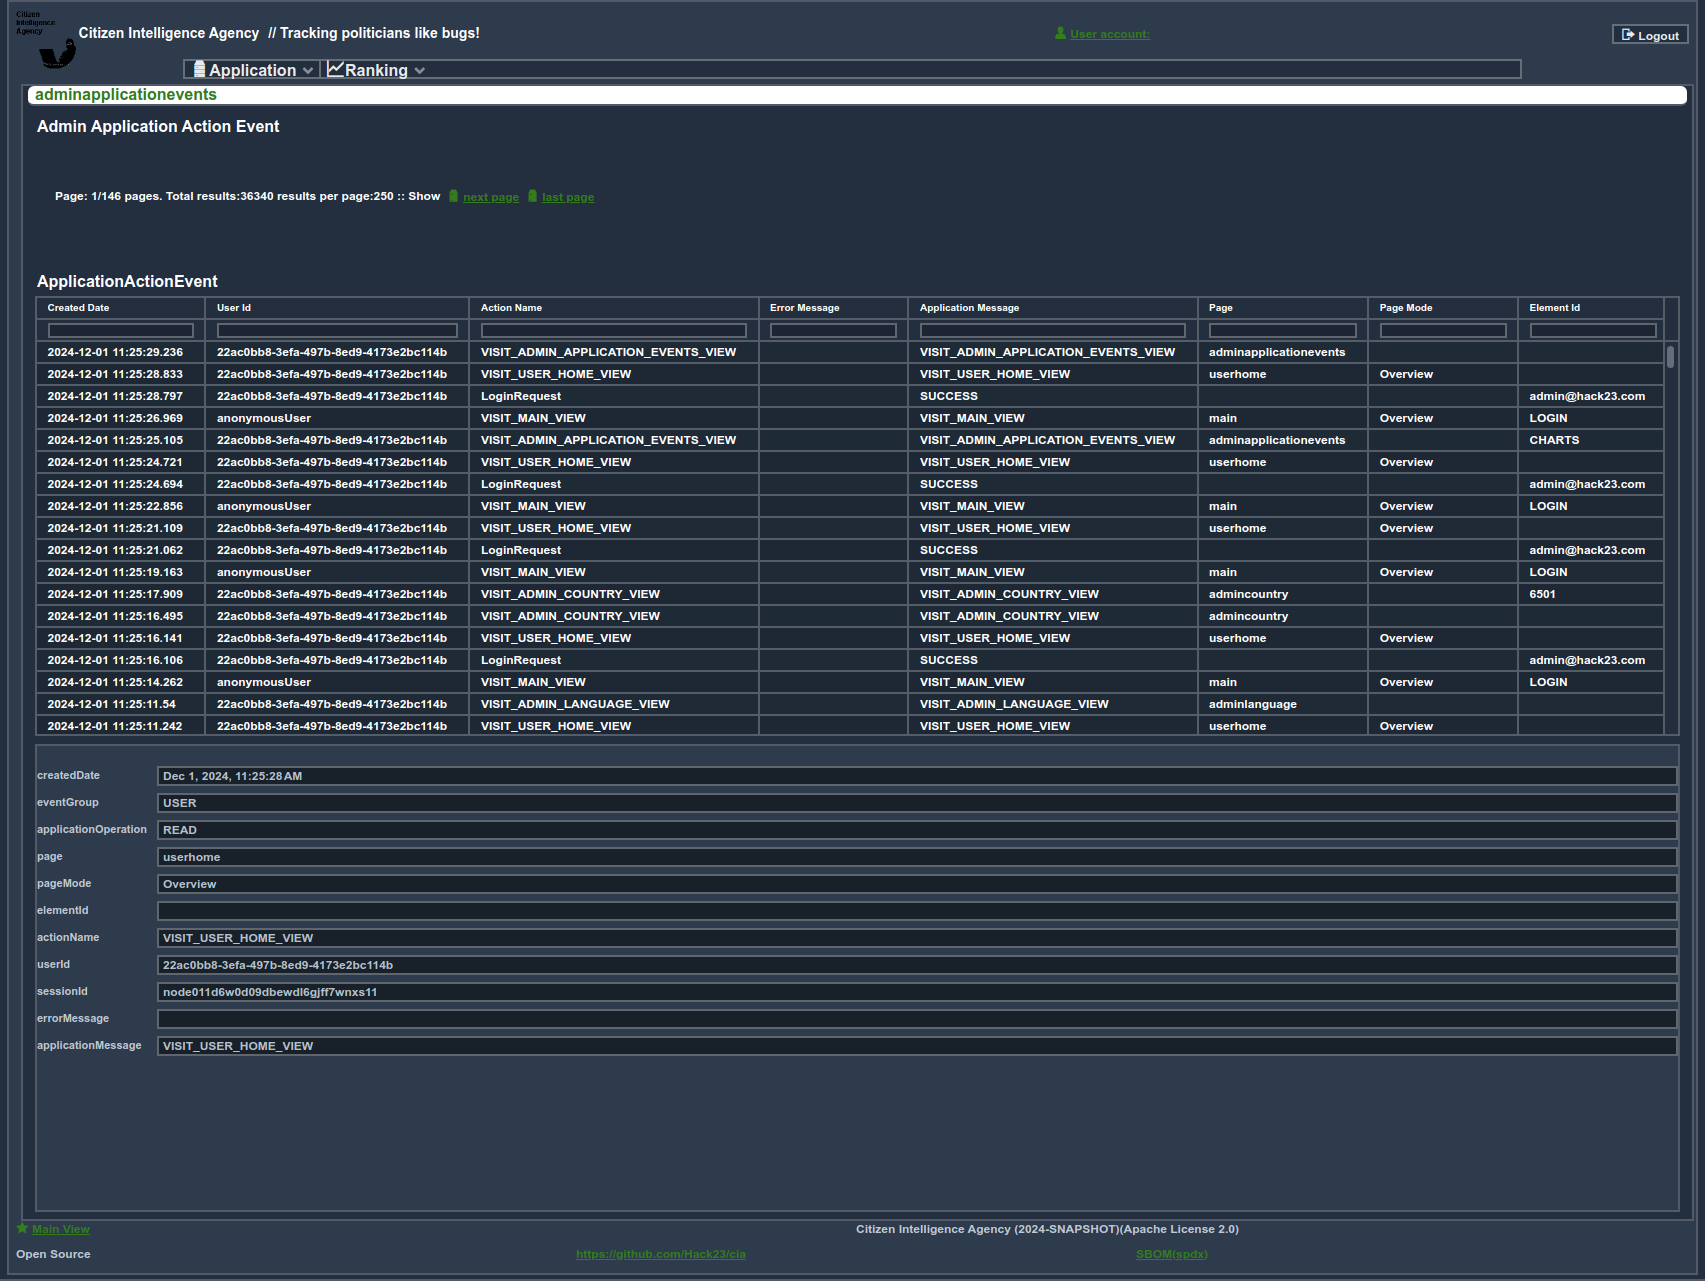 Citizen
Intelligence
Agency
Citizen Intelligence Agency // Tracking politicians like bugs!
User account:
Logout
Application
Ranking
adminapplicationevents
Admin Application Action Event
Page: 1/146 pages. Total results:36340 results per page:250 :: Show next page last page
ApplicationActionEvent
Created Date User Id Action Name Error Message Application Message Page Page Mode Element Id
2024-12-01 11:25:29.236 22ac0bb8-3efa-497b-8ed9-4173e2bc114b VISIT_ADMIN_APPLICATION_EVENTS_VIEW VISIT_ADMIN_APPLICATION_EVENTS_VIEW adminapplicationevents
2024-12-01 11:25:28.833 22ac0bb8-3efa-497b-8ed9-4173e2bc114b VISIT_USER_HOME_VIEW VISIT_USER_HOME_VIEW userhome Overview
2024-12-01 11:25:28.797 22ac0bb8-3efa-497b-8ed9-4173e2bc114b LoginRequest SUCCESS admin@hack23.com
2024-12-01 11:25:26.969 anonymousUser VISIT_MAIN_VIEW VISIT_MAIN_VIEW main Overview LOGIN
2024-12-01 11:25:25.105 22ac0bb8-3efa-497b-8ed9-4173e2bc114b VISIT_ADMIN_APPLICATION_EVENTS_VIEW VISIT_ADMIN_APPLICATION_EVENTS_VIEW adminapplicationevents CHARTS
2024-12-01 11:25:24.721 22ac0bb8-3efa-497b-8ed9-4173e2bc114b VISIT_USER_HOME_VIEW VISIT_USER_HOME_VIEW userhome Overview
2024-12-01 11:25:24.694 22ac0bb8-3efa-497b-8ed9-4173e2bc114b LoginRequest SUCCESS admin@hack23.com
2024-12-01 11:25:22.856 anonymousUser VISIT_MAIN_VIEW VISIT_MAIN_VIEW main Overview LOGIN
2024-12-01 11:25:21.109 22ac0bb8-3efa-497b-8ed9-4173e2bc114b VISIT_USER_HOME_VIEW VISIT_USER_HOME_VIEW userhome Overview
2024-12-01 11:25:21.062 22ac0bb8-3efa-497b-8ed9-4173e2bc114b LoginRequest SUCCESS admin@hack23.com
2024-12-01 11:25:19.163 anonymousUser VISIT_MAIN_VIEW VISIT_MAIN_VIEW main Overview LOGIN
2024-12-01 11:25:17.909 22ac0bb8-3efa-497b-8ed9-4173e2bc114b VISIT_ADMIN_COUNTRY_VIEW VISIT_ADMIN_COUNTRY_VIEW admincountry 6501
2024-12-01 11:25:16.495 22ac0bb8-3efa-497b-8ed9-4173e2bc114b VISIT_ADMIN_COUNTRY_VIEW VISIT_ADMIN_COUNTRY_VIEW admincountry
2024-12-01 11:25:16.141 22ac0bb8-3efa-497b-8ed9-4173e2bc114b VISIT_USER_HOME_VIEW VISIT_USER_HOME_VIEW userhome Overview
2024-12-01 11:25:16.106 22ac0bb8-3efa-497b-8ed9-4173e2bc114b LoginRequest SUCCESS admin@hack23.com
2024-12-01 11:25:14.262 anonymousUser VISIT_MAIN_VIEW VISIT_MAIN_VIEW main Overview LOGIN
2024-12-01 11:25:11.54 22ac0bb8-3efa-497b-8ed9-4173e2bc114b VISIT_ADMIN_LANGUAGE_VIEW VISIT_ADMIN_LANGUAGE_VIEW adminlanguage
2024-12-01 11:25:11.242 22ac0bb8-3efa-497b-8ed9-4173e2bc114b VISIT_USER_HOME_VIEW VISIT_USER_HOME_VIEW userhome Overview
createdDate Dec 1, 2024, 11:25:28 AM
eventGroup USER
applicationOperation READ
page userhome
pageMode Overview
elementId
actionName VISIT_USER_HOME_VIEW
userId 22ac0bb8-3efa-497b-8ed9-4173e2bc114b
sessionId node011d6w0d09dbewdl6gjff7wnxs11
errorMessage
applicationMessage VISIT_USER_HOME_VIEW
Main View Citizen Intelligence Agency (2024-SNAPSHOT)(Apache License 2.0)
Open Source https://github.com/Hack23/cia SBOM(spdx)